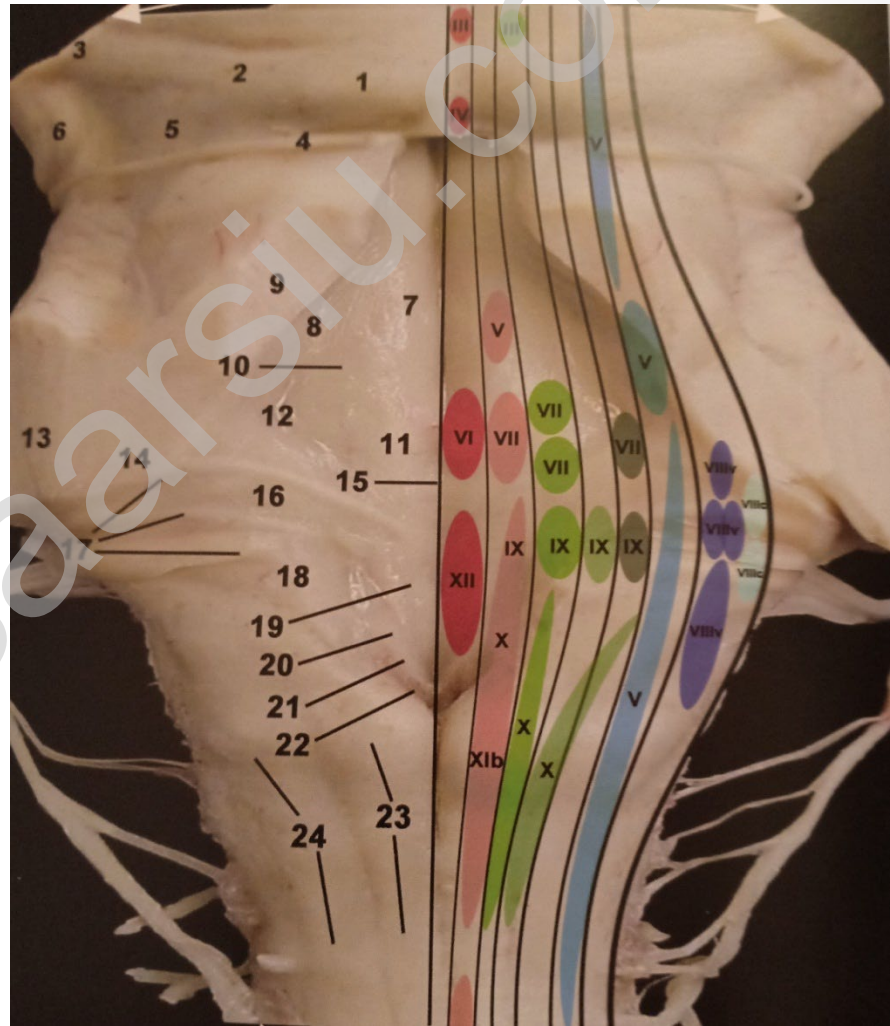 III III
3
2 1
IV
6 5 4
V
9 7
8
V
10
V
VII
12
VI VII
13 11 VII
14 VII VIIIv
15
16 VIIIc
VIIIv
17 IX IX IX IX
18 XII VIIIc
19 X VIIIv
20
21 V
22 X
XIb X
24 23
saarsiu.co